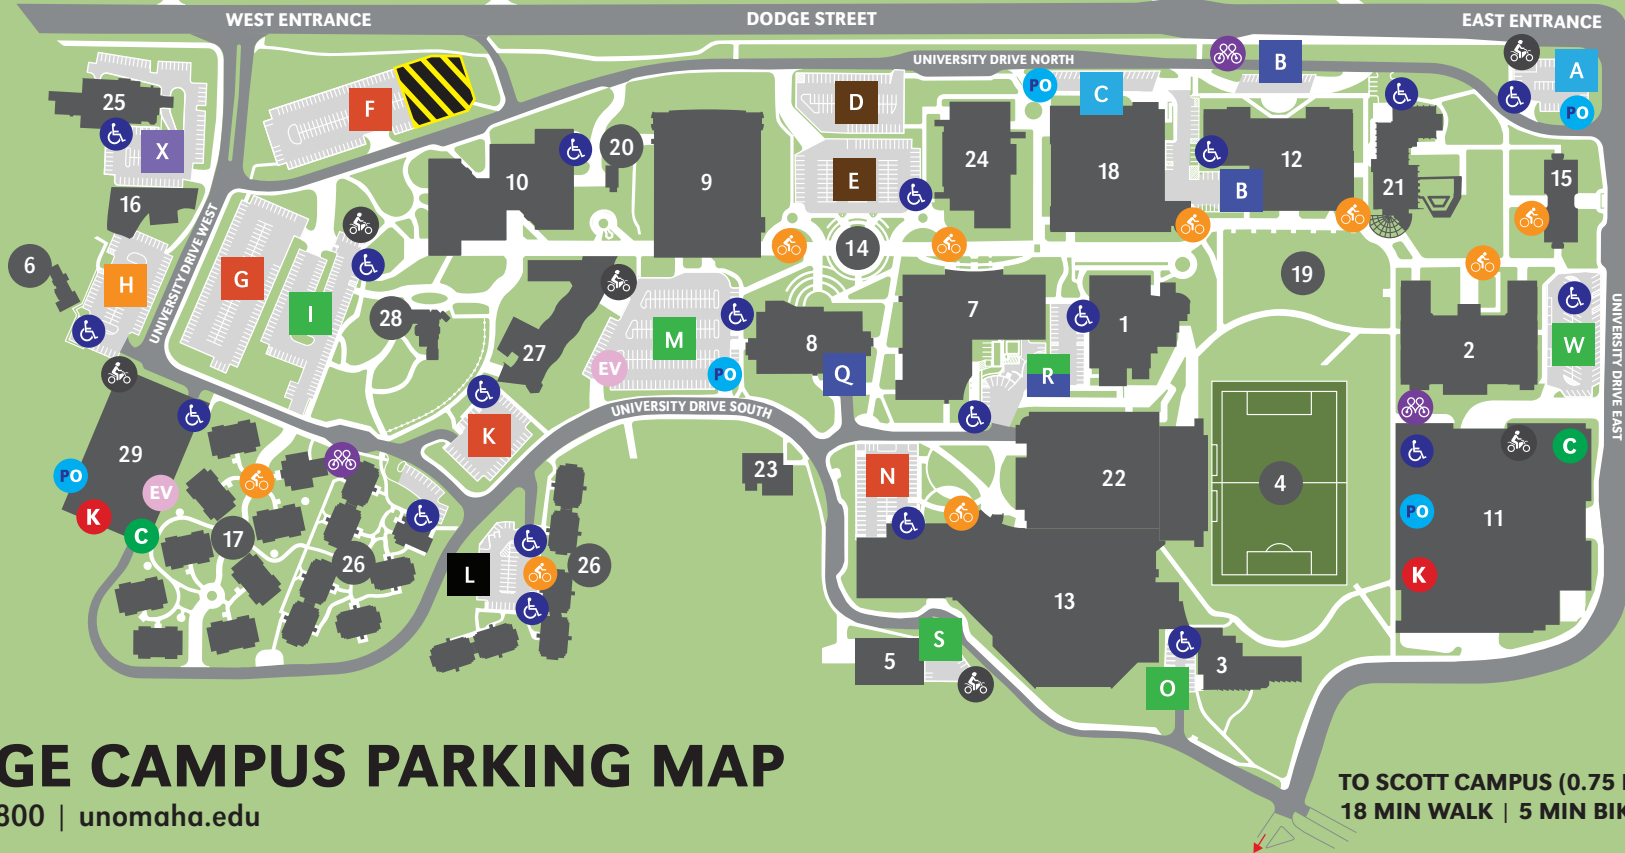 WEST ENTRANCE
DODGE STREET
EAST ENTRANCE
UNIVERSITY DRIVE NORTH
B
A
PO
C
PO
25
F
D
X
20
24
18
12
10
9
E
21
15
16
B
14
6
H
G
19
I
28
7
1
M
8
27
R
2
W
EV
PO
Q
UNIVERSITY DRIVE WEST
UNIVERSITY DRIVE SOUTH
UNIVERSITY DRIVE EAST
K
29
C
PO
EV
23
N
22
4
PO
11
K
C
17
26
L
26
K
13
S
5
3
O
GE CAMPUS PARKING MAP
800 | unomaha.edu
TO SCOTT CAMPUS (0.75
18 MIN WALK | 5 MIN BIK